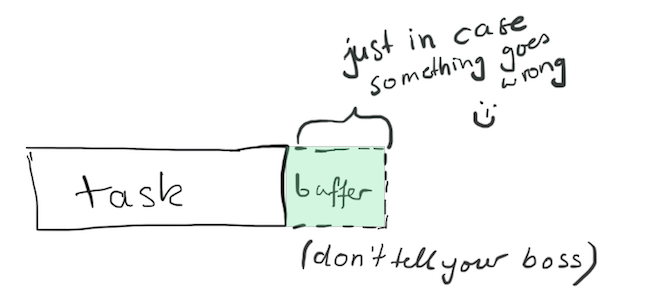 just in case
something goes
wrong
task
buffer
(don't tell your boss)